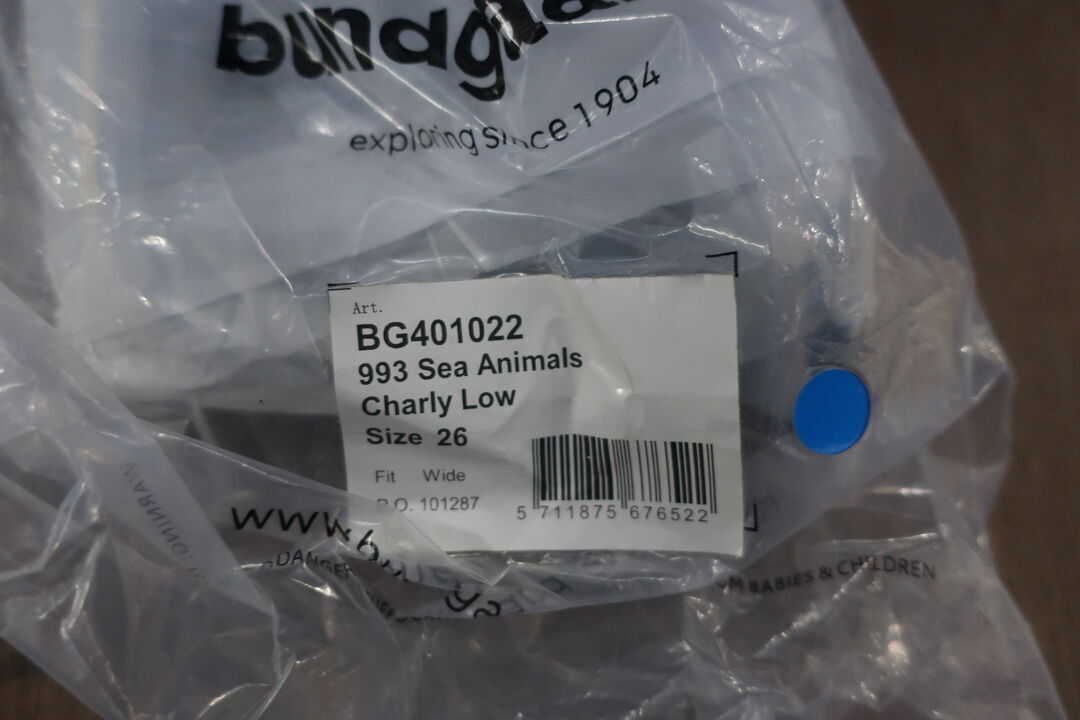 exploring since 1904
Art.
BG401022
993 Sea Animals
Charly Low
Size 26
Fit Wide
P.O. 101287
5 711875 676522
BABIES & CHILDREN